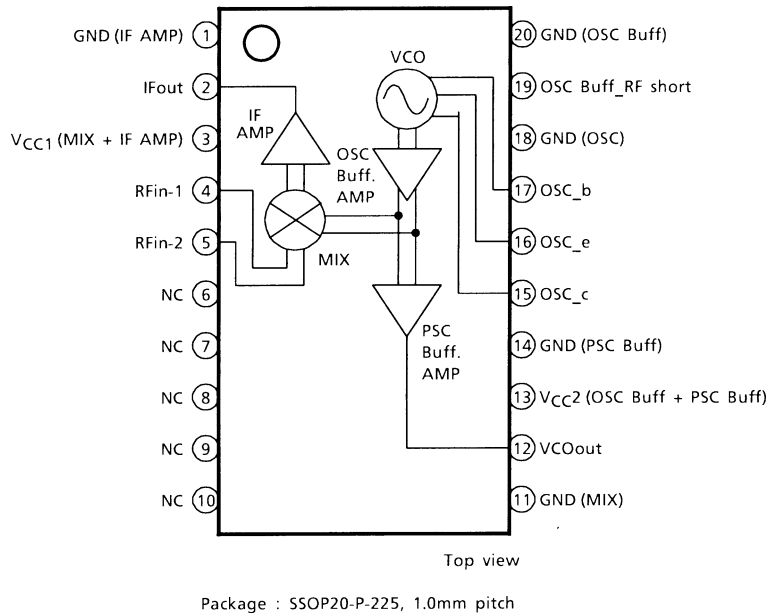 GND (IF AMP) 1
IFout 2
VCC1 (MIX + IF AMP) 3
RFin-1 4
RFin-2 5
NC 6
NC 7
NC 8
NC 9
NC 10
IF
AMP
VCO
OSC
Buff.
AMP
MIX
PSC
Buff.
AMP
20 GND (OSC Buff)
19 OSC Buff_RF short
18 GND (OSC)
17 OSC_b
16 OSC_e
15 OSC_c
14 GND (PSC Buff)
13 VCC2 (OSC Buff + PSC Buff)
12 VCOout
11 GND (MIX)
Top view
Package : SSOP20-P-225, 1.0mm pitch